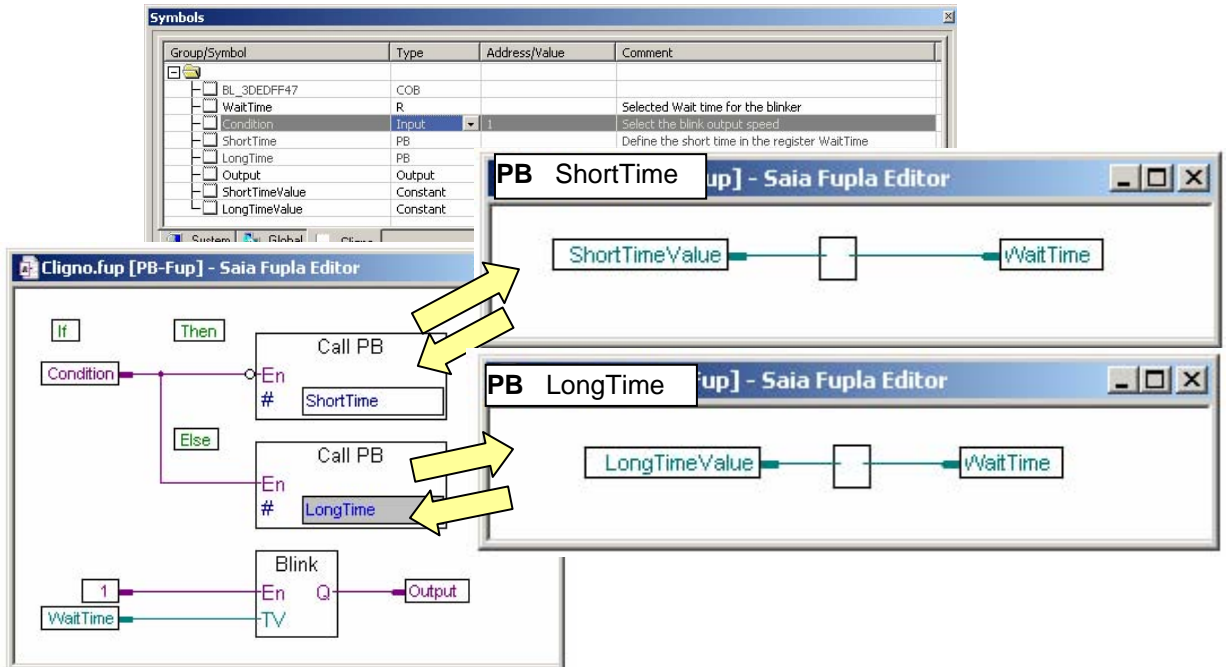 Symbols
Group/Symbol Type Address/Value Comment
BL_3DEDFF47 COB
WaitTime R Selected Wait time for the blinker
Condition Input 1 Select the blink output speed
ShortTime PB Define the short time in the register WaitTime
LongTime PB
Output Output
ShortTimeValue Constant
LongTimeValue Constant
System Global Cligno
PB ShortTime up] - Saia Fupla Editor
ShortTimeValue WaitTime
Cligno.fup [PB-Fup] - Saia Fupla Editor
If Then
Call PB
Condition En
# ShortTime
Else
Call PB
En
# LongTime
Blink
1 En Q Output
WaitTime TV
PB LongTime fup] - Saia Fupla Editor
LongTimeValue WaitTime